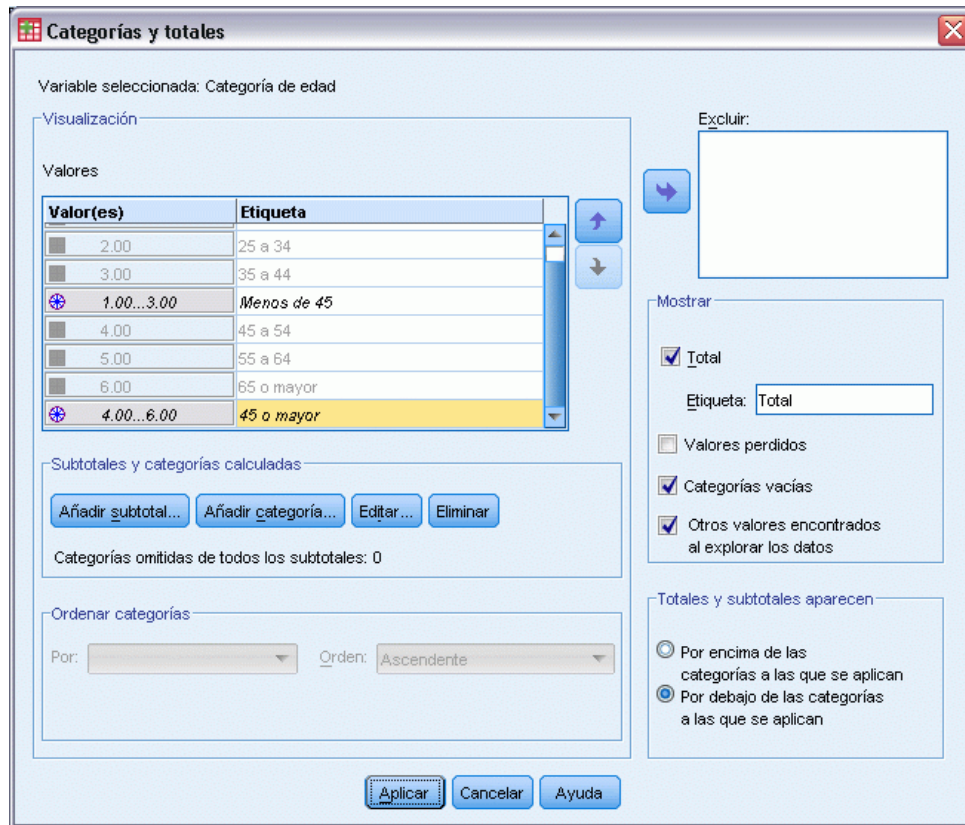 Categorías y totales
Variable seleccionada: Categoría de edad
Visualización
Valores
Valor(es) Etiqueta
2.00 25 a 34
3.00 35 a 44
1.00...3.00 Menos de 45
4.00 45 a 54
5.00 55 a 64
6.00 65 o mayor
4.00...6.00 45 o mayor
Subtotales y categorías calculadas
Añadir subtotal... Añadir categoría... Editar... Eliminar
Categorías omitidas de todos los subtotales: 0
Ordenar categorías
Por: Orden: Ascendente
Excluir:
Mostrar
Total
Etiqueta: Total
Valores perdidos
Categorías vacías
Otros valores encontrados
al explorar los datos
Totales y subtotales aparecen
Por encima de las
categorías a las que se aplican
Por debajo de las categorías
a las que se aplican
Aplicar Cancelar Ayuda